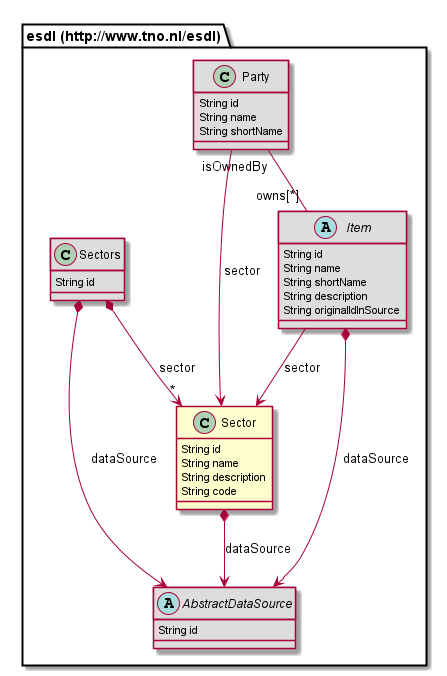 esdl (http://www.tno.nl/esdl)
C Party
String id
String name
String shortName
isOwnedBy
owns[*]
A Item
String id
String name
String shortName
String description
String originalIdInSource
C Sectors
String id
sector
sector
sector
*
C Sector
String id
String name
String description
String code
dataSource
dataSource
dataSource
A AbstractDataSource
String id